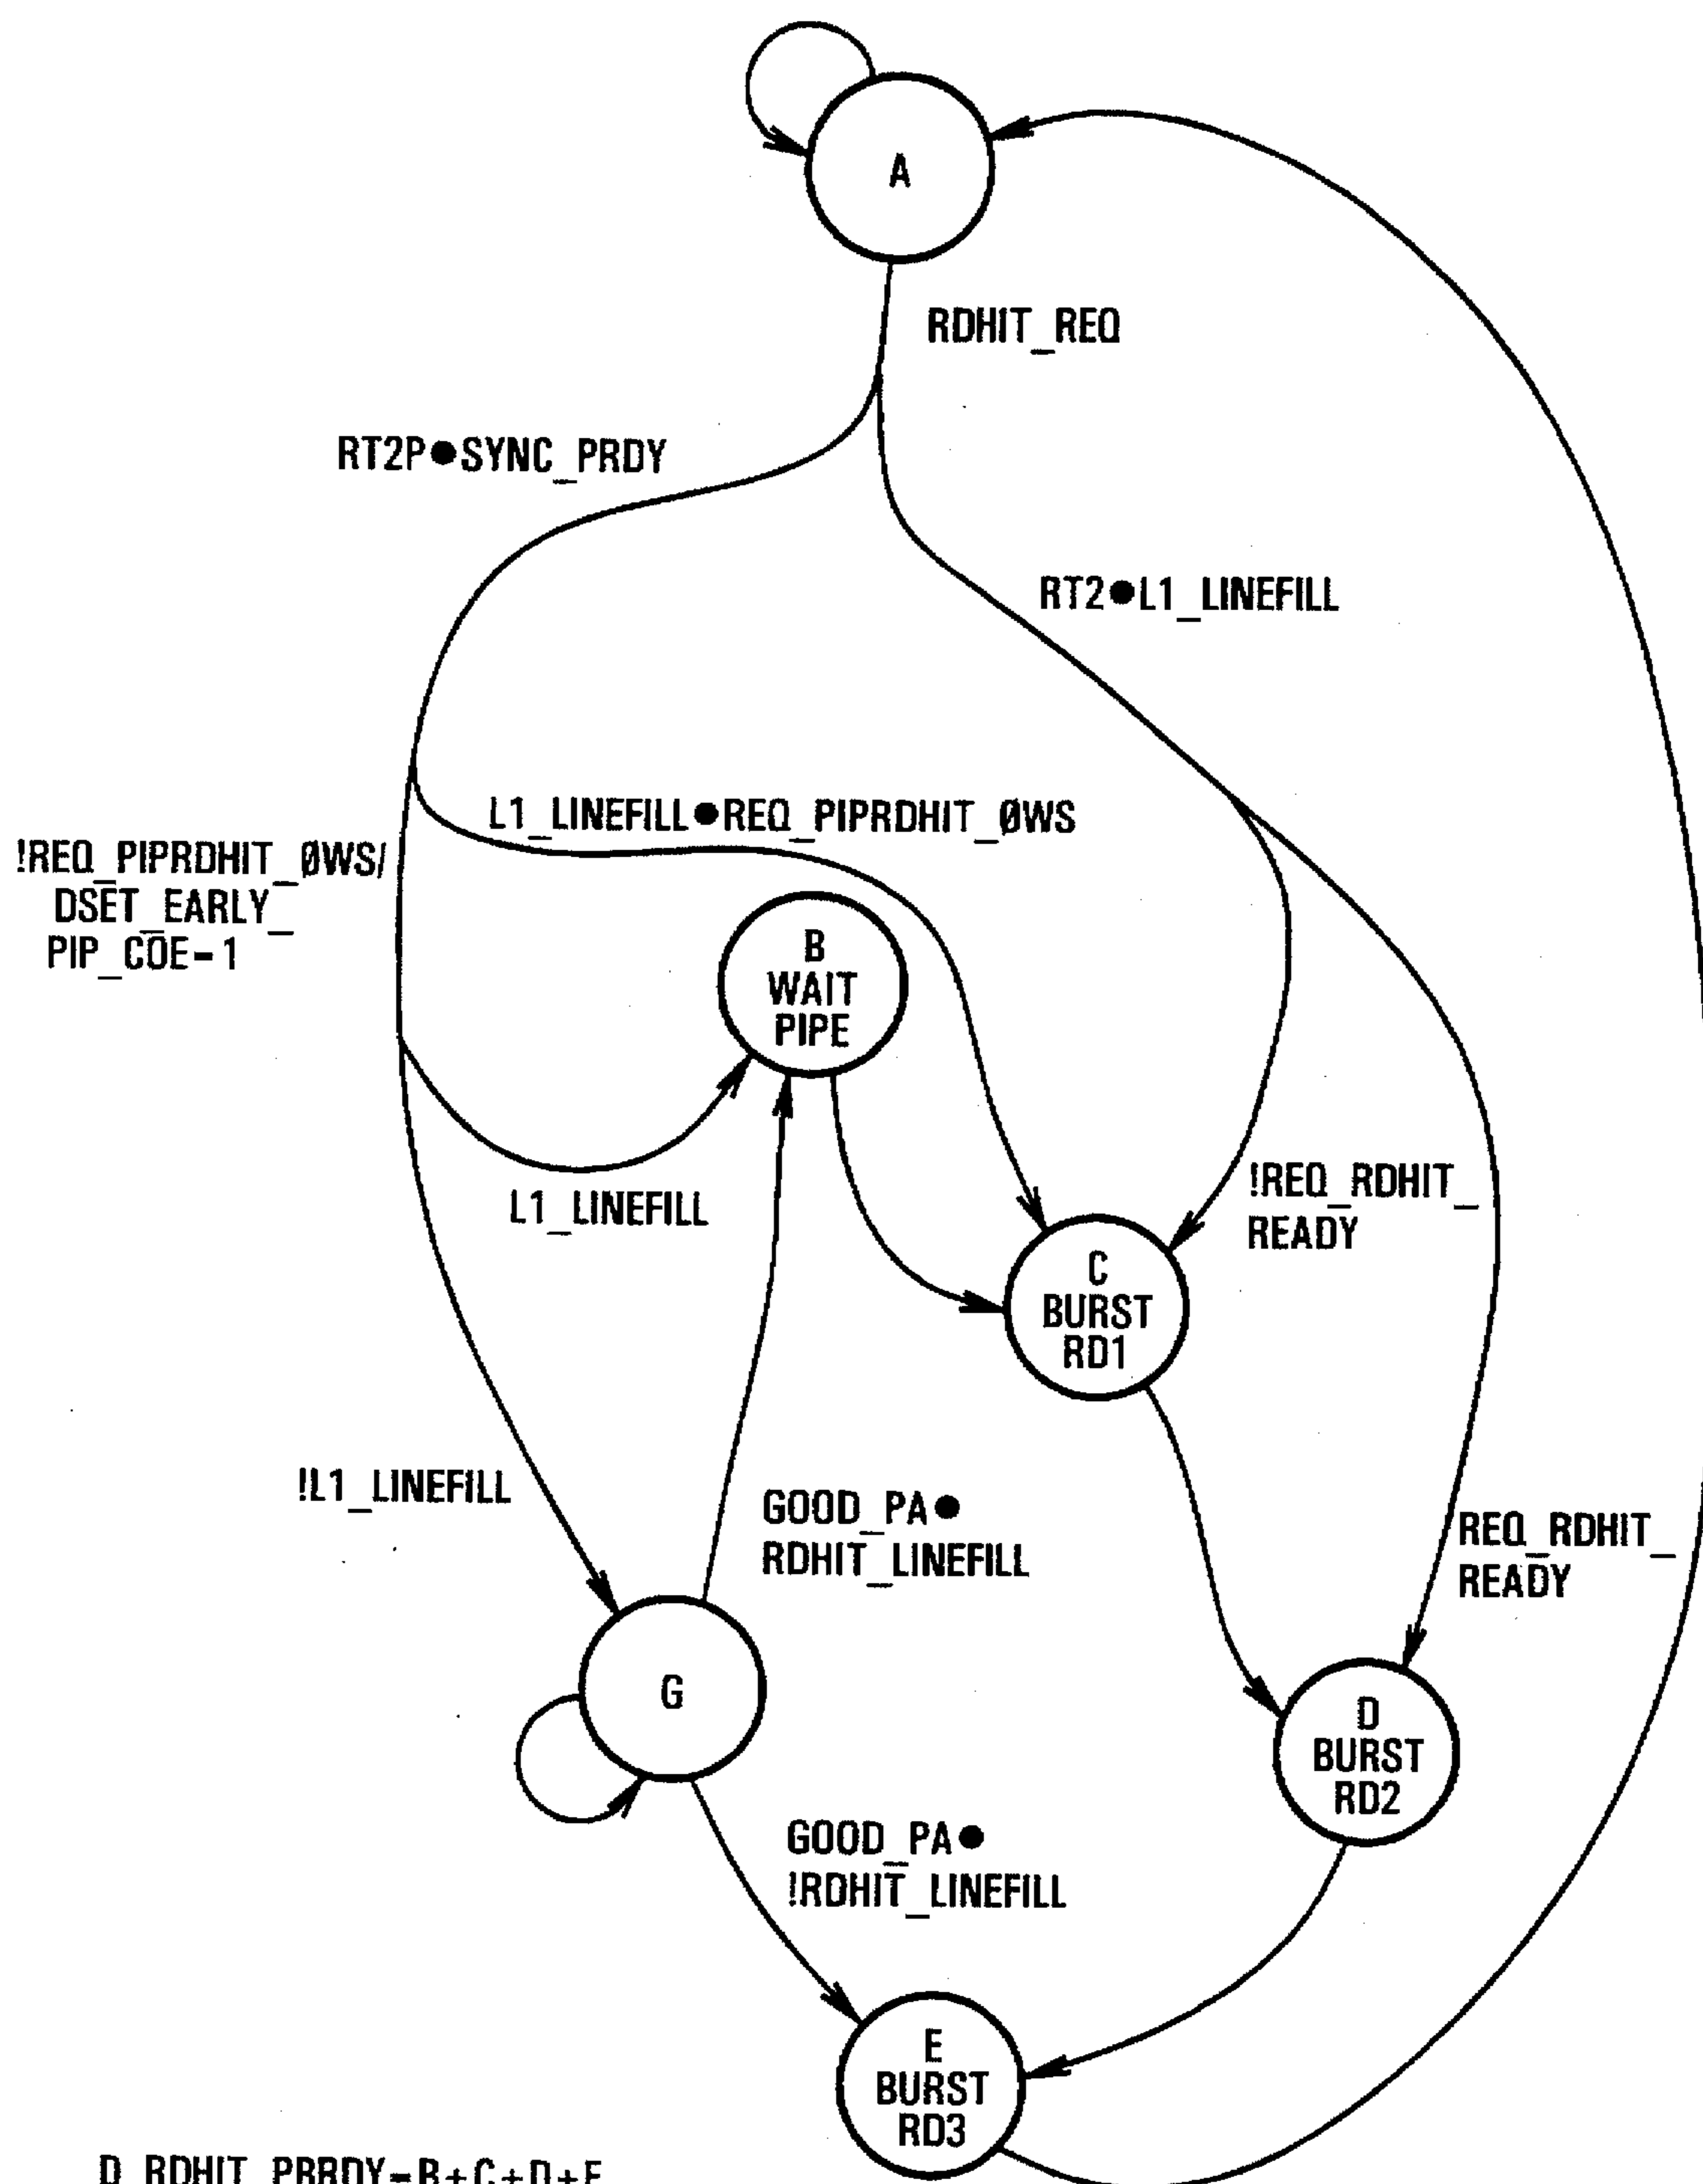 A
RDHIT_REQ
RT2P●SYNC_PRDY
RT2●L1_LINEFILL
L1_LINEFILL●REQ_PIPRDHIT_ØWS
!REQ_PIPRDHIT_ØWS/
DSET_EARLY_
PIP_COE=1
B
WAIT
PIPE
L1_LINEFILL
!REQ_RDHIT_
READY
C
BURST
RD1
!L1_LINEFILL
GOOD_PA●
RDHIT_LINEFILL
REQ_RDHIT_
READY
G
D
BURST
RD2
GOOD_PA●
!RDHIT_LINEFILL
E
BURST
RD3
D_RDHIT_PBRDY=B+C+D+E